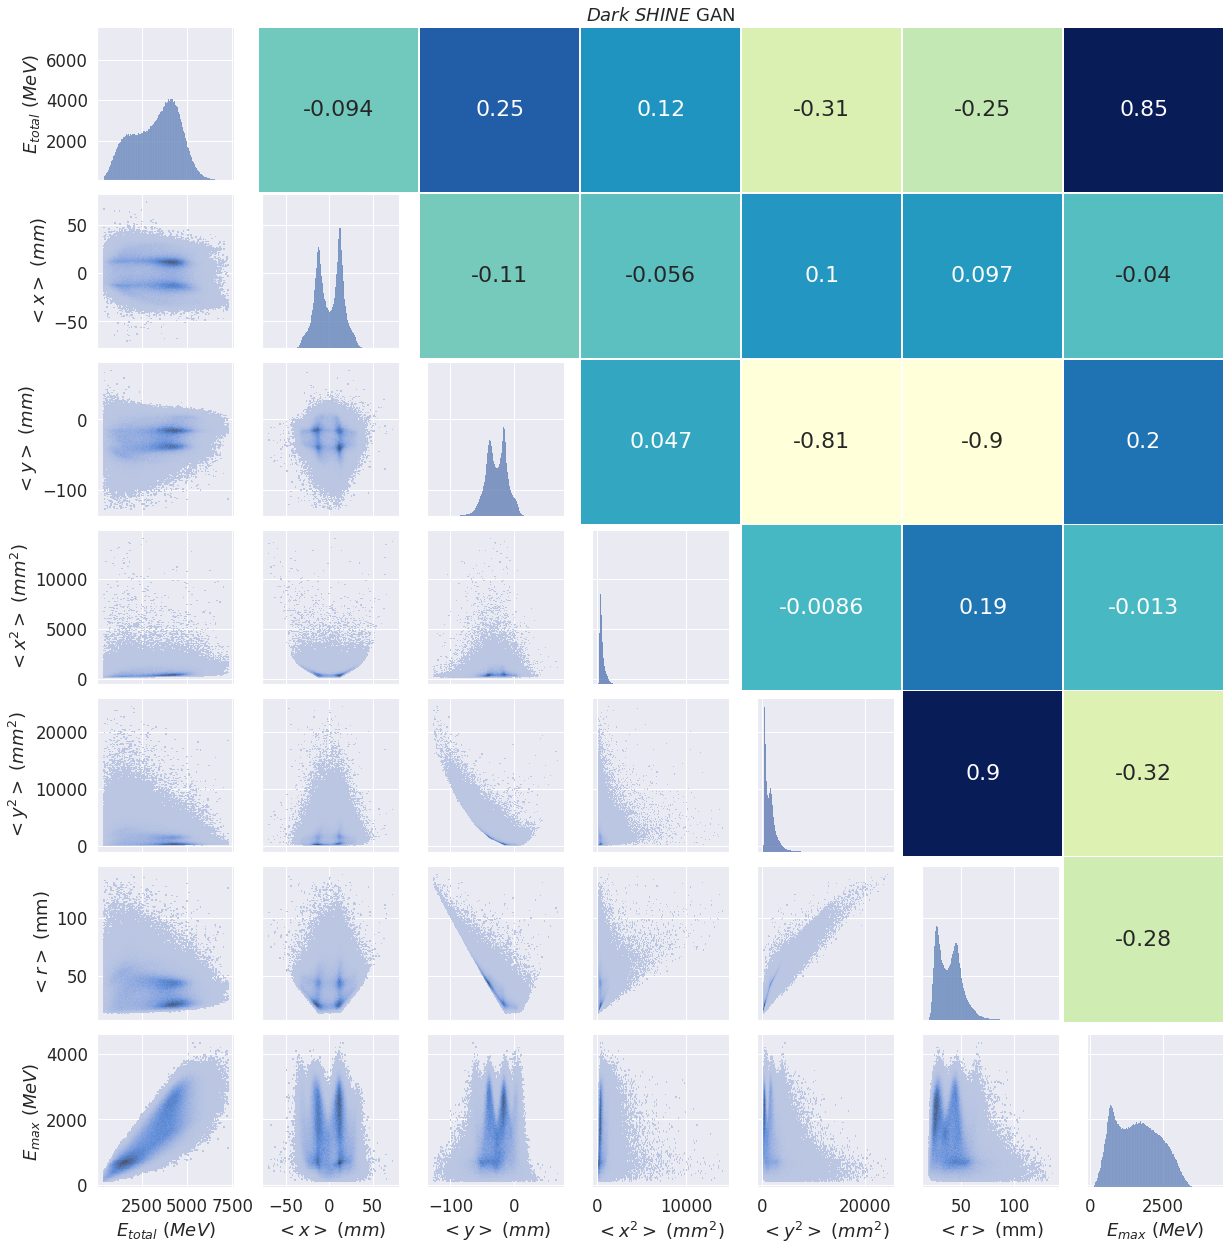 Dark SHINE GAN
E_total (MeV)
6000
4000
2000
-0.094
0.25
0.12
-0.31
-0.25
0.85
<x> (mm)
50
0
−50
-0.11
-0.056
0.1
0.097
-0.04
<y> (mm)
0
−100
0.047
-0.81
-0.9
0.2
<x²> (mm²)
10000
5000
0
-0.0086
0.19
-0.013
<y²> (mm²)
20000
10000
0
0.9
-0.32
<r> (mm)
100
50
-0.28
E_max (MeV)
4000
2000
0
2500 5000 7500
−50 0 50
−100 0
0 10000
0 20000
50 100
0 2500
E_total (MeV)
<x> (mm)
<y> (mm)
<x²> (mm²)
<y²> (mm²)
<r> (mm)
E_max (MeV)